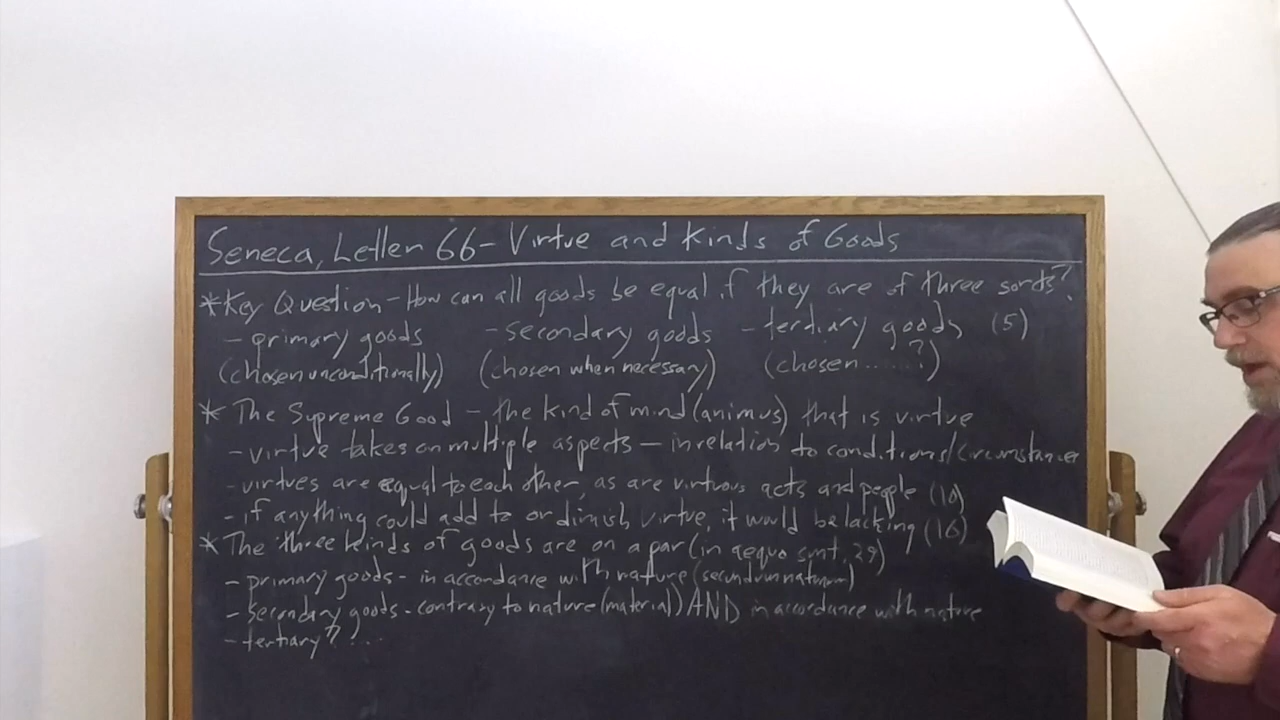 Seneca, Letter 66 - Virtue and Kinds of Goods
* Key Question - How can all goods be equal if they are of three sorts?
- primary goods - secondary goods - tertiary goods (5)
(chosen unconditionally) (chosen when necessary) (chosen ......?)
* The Supreme Good - the kind of mind (animus) that is virtue
- virtue takes on multiple aspects - in relation to conditions/circumstances
- virtues are equal to each other, as are virtuous acts and people (10)
- if anything could add to or dimish virtue, it would be lacking (16)
* The three kinds of goods are on a par (in aequo sunt, 29)
- primary goods - in accordance with nature (secundum naturam)
- secondary goods - contrary to nature (material) AND in accordance with nature
- tertiary? ? ...